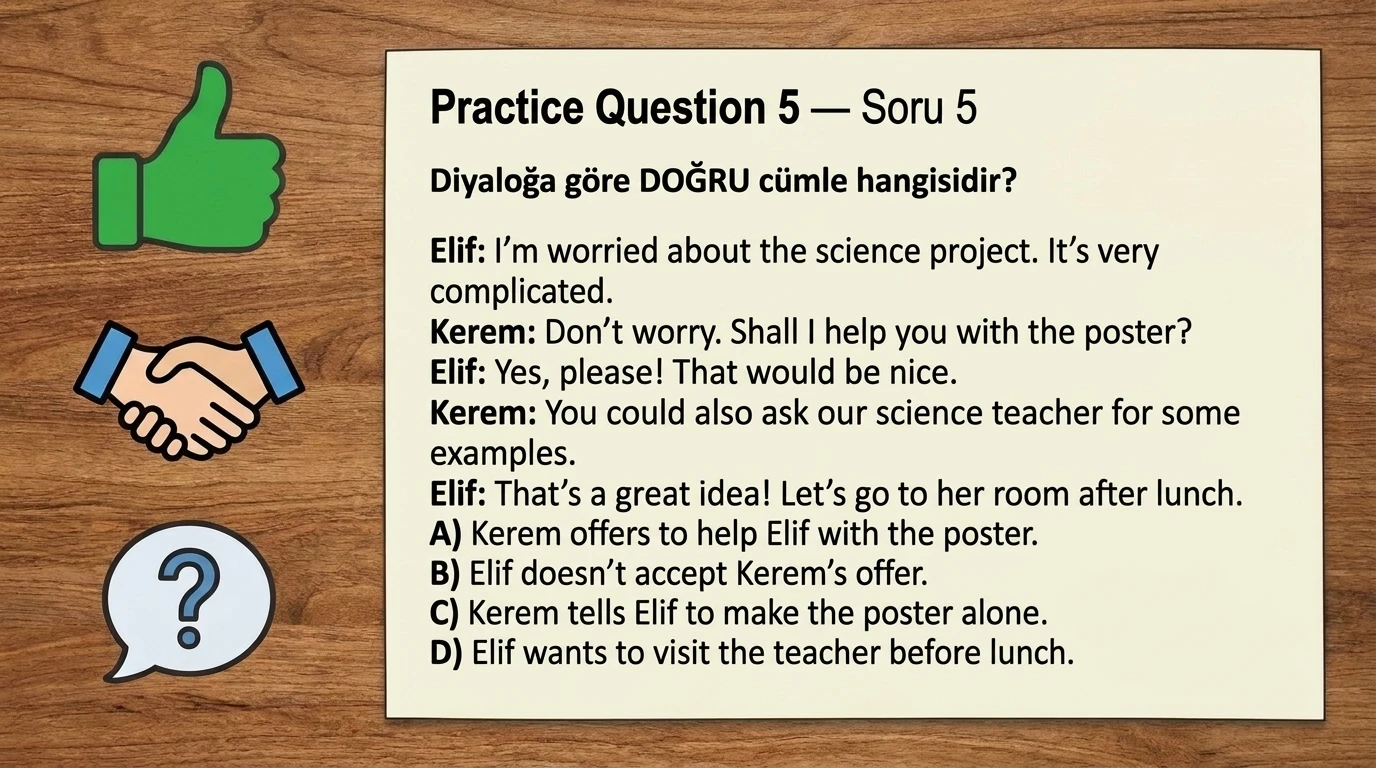 Practice Question 5 — Soru 5
Diyaloğa göre DOĞRU cümle hangisidir?
Elif: I'm worried about the science project. It's very
complicated.
Kerem: Don't worry. Shall I help you with the poster?
Elif: Yes, please! That would be nice.
Kerem: You could also ask our science teacher for some
examples.
Elif: That's a great idea! Let's go to her room after lunch.
A) Kerem offers to help Elif with the poster.
B) Elif doesn't accept Kerem's offer.
C) Kerem tells Elif to make the poster alone.
D) Elif wants to visit the teacher before lunch.
?